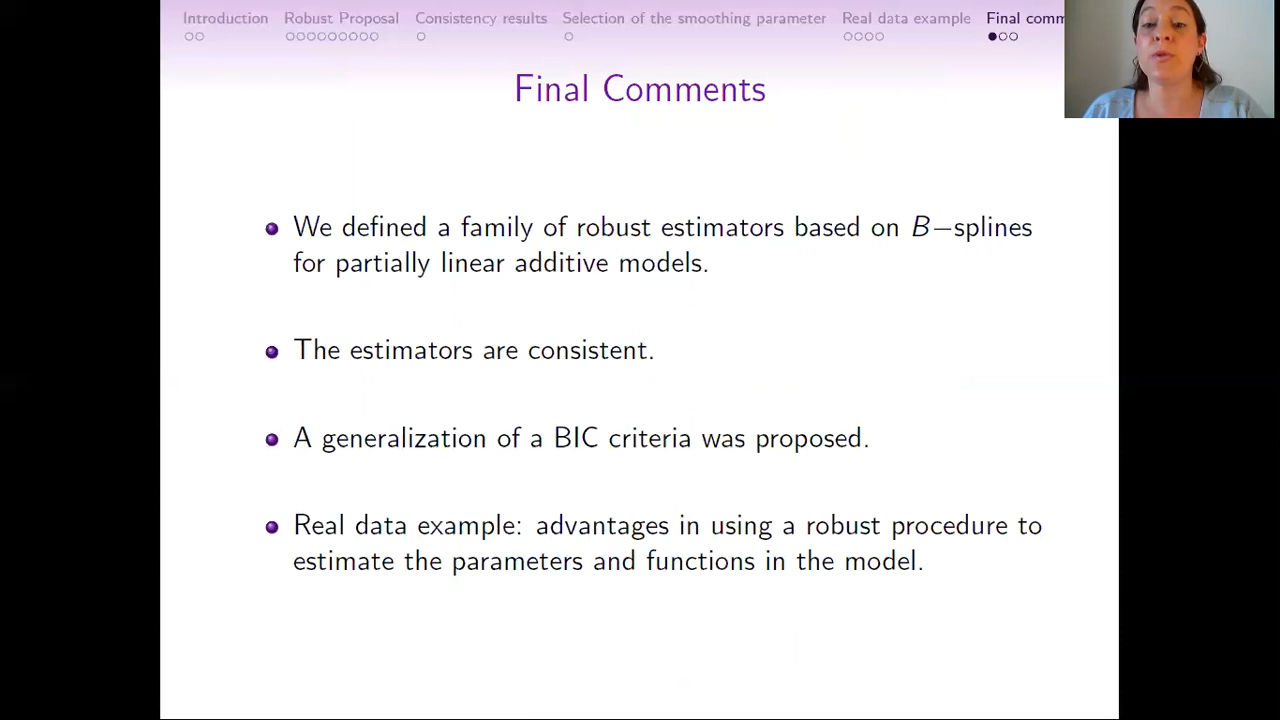 Introduction Robust Proposal Consistency results Selection of the smoothing parameter Real data example Final comm
Final Comments
We defined a family of robust estimators based on B−splines
for partially linear additive models.
The estimators are consistent.
A generalization of a BIC criteria was proposed.
Real data example: advantages in using a robust procedure to
estimate the parameters and functions in the model.